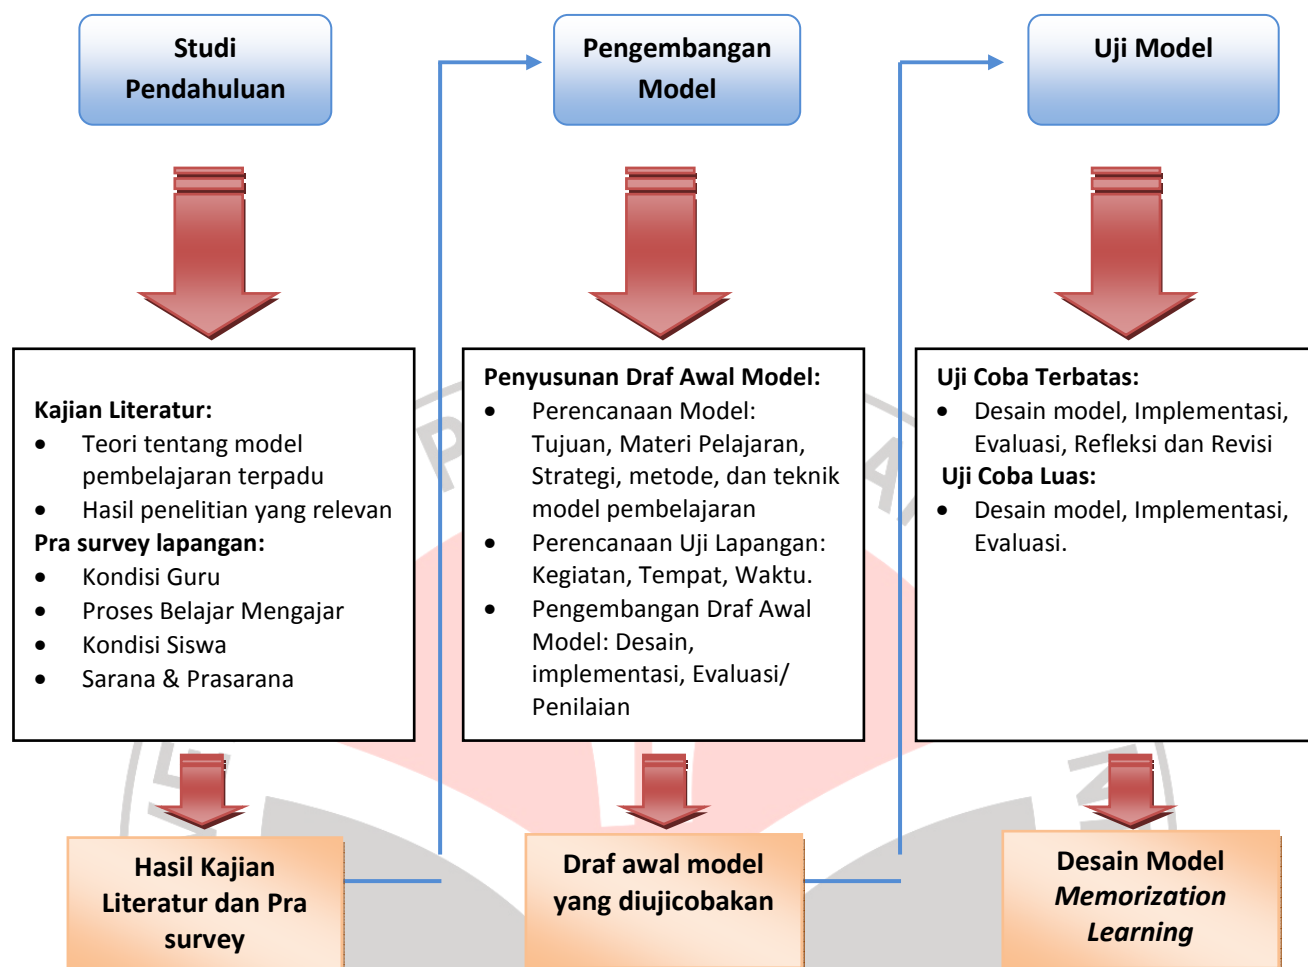 Studi
Pendahuluan
Pengembangan
Model
Uji Model
Kajian Literatur:
• Teori tentang model
pembelajaran terpadu
• Hasil penelitian yang relevan
Pra survey lapangan:
• Kondisi Guru
• Proses Belajar Mengajar
• Kondisi Siswa
• Sarana & Prasarana
Penyusunan Draf Awal Model:
• Perencanaan Model:
Tujuan, Materi Pelajaran,
Strategi, metode, dan teknik
model pembelajaran
• Perencanaan Uji Lapangan:
Kegiatan, Tempat, Waktu.
• Pengembangan Draf Awal
Model: Desain,
implementasi, Evaluasi/
Penilaian
Uji Coba Terbatas:
• Desain model, Implementasi,
Evaluasi, Refleksi dan Revisi
Uji Coba Luas:
• Desain model, Implementasi,
Evaluasi.
Hasil Kajian
Literatur dan Pra
survey
Draf awal model
yang diujicobakan
Desain Model
Memorization
Learning